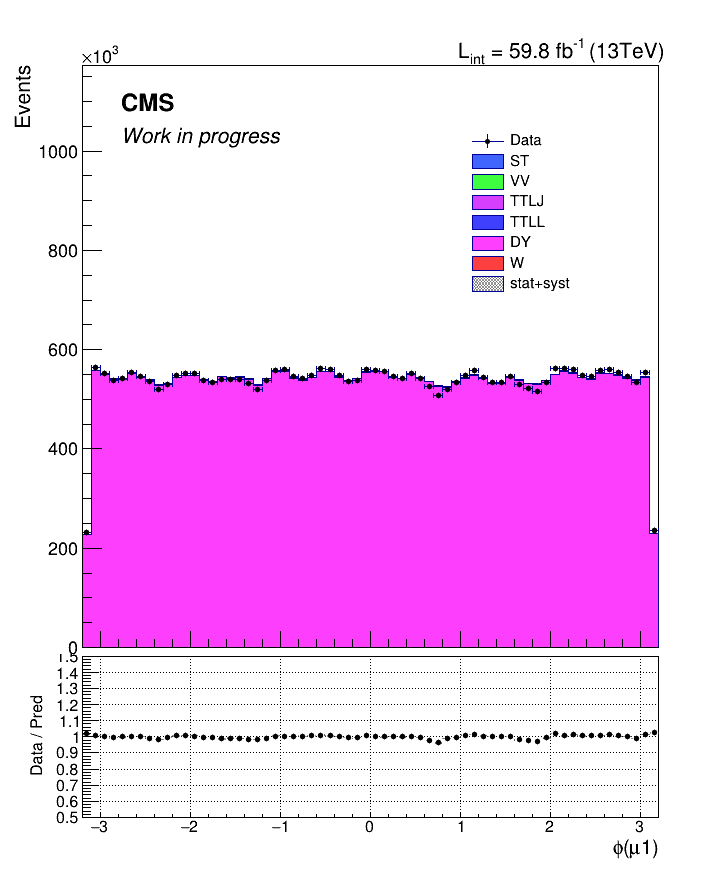 ×10³
L_int = 59.8 fb⁻¹ (13TeV)
Events
CMS
Work in progress
Data
ST
VV
TTLJ
TTLL
DY
W
stat+syst
1000
800
600
400
200
0
Data / Pred
1.5
1.4
1.3
1.2
1.1
1
0.9
0.8
0.7
0.6
0.5
−3 −2 −1 0 1 2 3
ϕ(μ1)